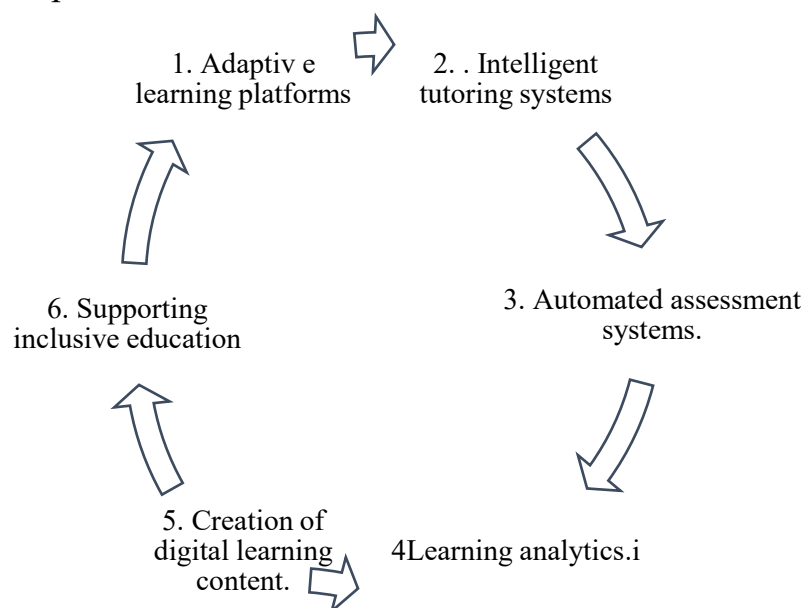 1. Adaptiv e
learning platforms
2. . Intelligent
tutoring systems
3. Automated assessment
systems.
4Learning analytics.i
5. Creation of
digital learning
content.
6. Supporting
inclusive education